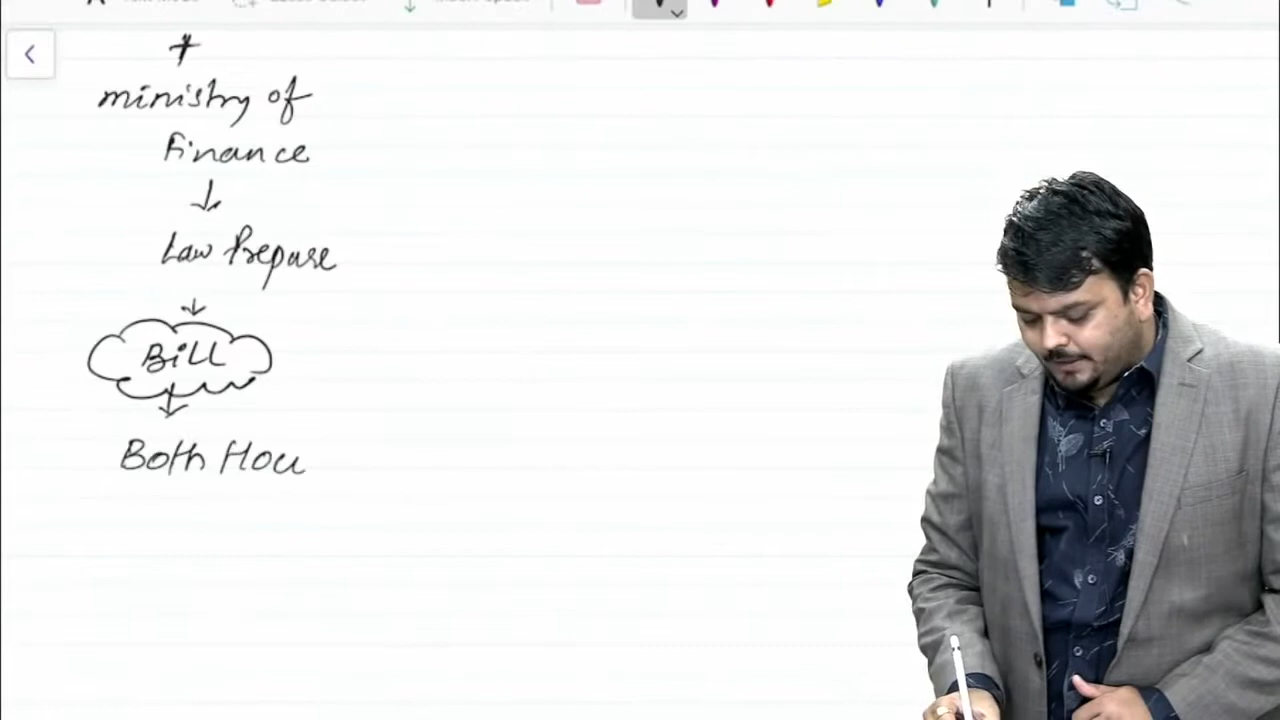 +
ministry of
Finance
↓
Law Prepare
↓
Bill
↓
Both Hou